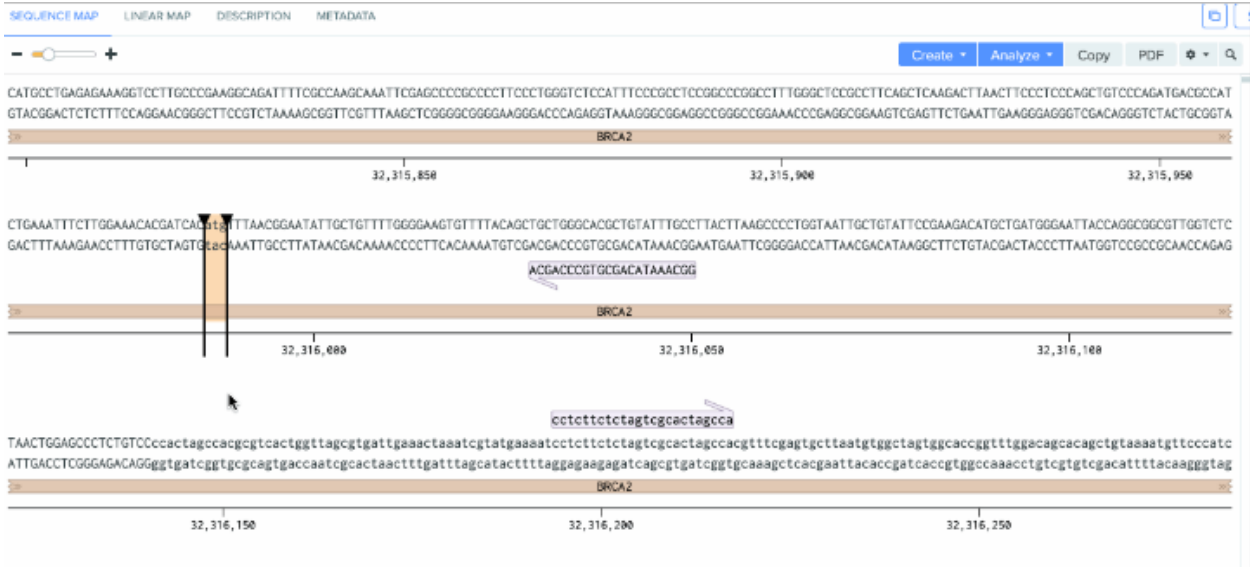 SEQUENCE MAP LINEAR MAP DESCRIPTION METADATA
Create Analyze Copy PDF
CATGCCTGAGAGAAAGGTCCTTGCCCGAAGGCAGATTTTCGCCAAGCAAATTCGAGCCCCGCCCCTTCCCTGGGTCTCCATTTCCCGCCTCCGGCCCGGCCTTTGGGCTCCGCCTTCAGCTCAAGACTTAACTTCCCTCCCAGCTGTCCCAGATGACGCCAT
GTACGGACTCTCTTTCCAGGAACGGGCTTCCGTCTAAAAGCGGTTCGTTTAAGCTCGGGGCGGGGAAGGGACCCAGAGGTAAAGGGCGGAGGCCGGGCCGGAAACCCGAGGCGGAAGTCGAGTTCTGAATTGAAGGGAGGGTCGACAGGGTCTACTGCGGTA
BRCA2
32,315,850 32,315,900 32,315,950
CTGAAATTTCTTGGAAACACGATCACatgTTTAACGGAATATTGCTGTTTTGGGGAAGTGTTTTACAGCTGCTGGGCACGCTGTATTTGCCTTACTTAAGCCCCTGGTAATTGCTGTATTCCGAAGACATGCTGATGGGAATTACCAGGCGGCGTTGGTCTC
GACTTTAAAGAACCTTTGTGCTAGTGtacAAATTGCCTTATAACGACAAAACCCCTTCACAAAATGTCGACGACCCGTGCGACATAAACGGAATGAATTCGGGGACCATTAACGACATAAGGCTTCTGTACGACTACCCTTAATGGTCCGCCGCAACCAGAG
ACGACCCGTGCGACATAAACGG
BRCA2
32,316,000 32,316,050 32,316,100
cctcttctctagtcgcactagcca
TAACTGGAGCCCTCTGTCCccactagccacgcgtcactggttagcgtgattgaaactaaatcgtatgaaaatcctcttctctagtcgcactagccacgtttcgagtgcttaatgtggctagtggcaccggtttggacagcacagctgtaaaatgttcccatc
ATTGACCTCGGGAGACAGGggtgatcggtgcgcagtgaccaatcgcactaactttgatttagcatacttttaggagaagagatcagcgtgatcggtgcaaagctcacgaattacaccgatcaccgtggccaaacctgtcgtgtcgacattttacaagggtag
BRCA2
32,316,150 32,316,200 32,316,250